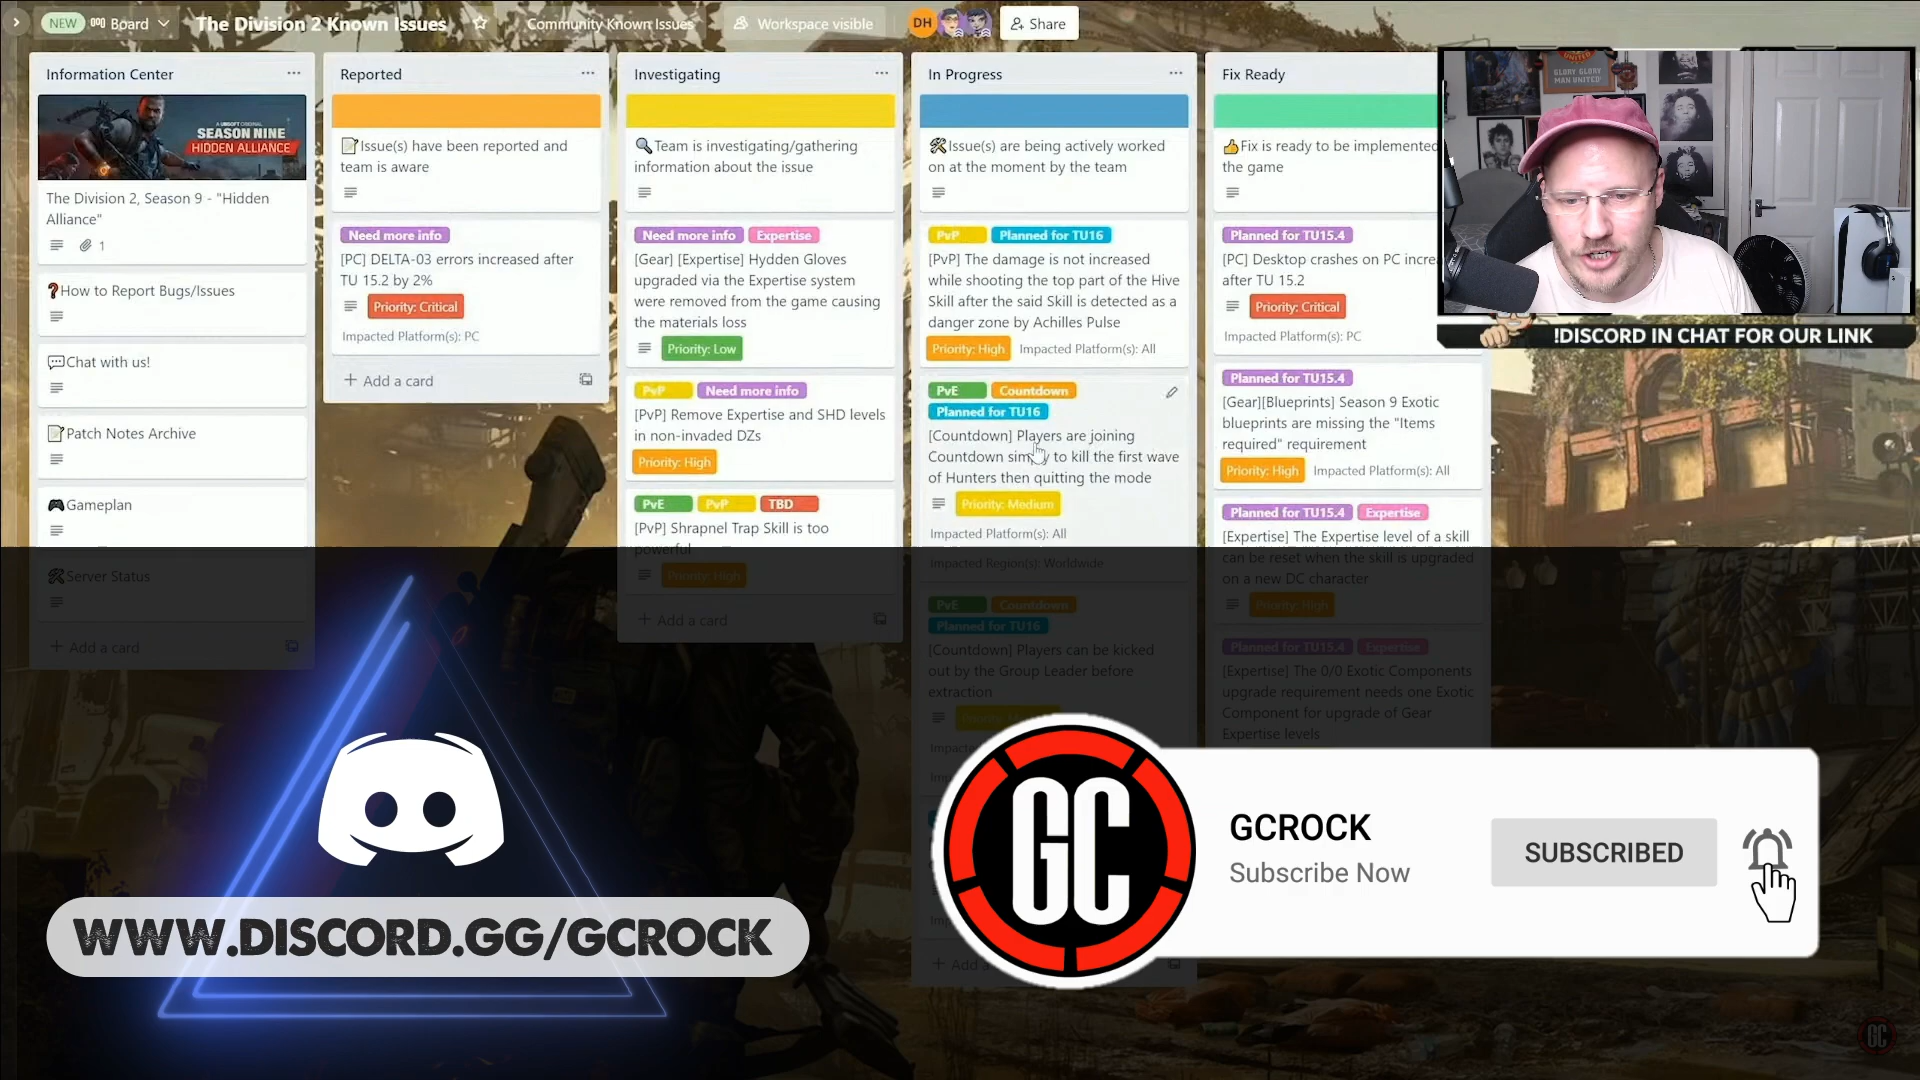 NEW Board The Division 2 Known Issues Community Known Issues Workspace visible DH Share
Information Center
A UBISOFT ORIGINAL
SEASON NINE
HIDDEN ALLIANCE
The Division 2, Season 9 - "Hidden
Alliance"
1
How to Report Bugs/Issues
Chat with us!
Patch Notes Archive
Gameplan
Server Status
+ Add a card
Reported
Issue(s) have been reported and
team is aware
Need more info
[PC] DELTA-03 errors increased after
TU 15.2 by 2%
Priority: Critical
Impacted Platform(s): PC
+ Add a card
Investigating
Team is investigating/gathering
information about the issue
Need more info Expertise
[Gear] [Expertise] Hydden Gloves
upgraded via the Expertise system
were removed from the game causing
the materials loss
Priority: Low
PvP Need more info
[PvP] Remove Expertise and SHD levels
in non-invaded DZs
Priority: High
PvE PvP TBD
[PvP] Shrapnel Trap Skill is too
powerful
Priority: High
+ Add a card
In Progress
Issue(s) are being actively worked
on at the moment by the team
PvP Planned for TU16
[PvP] The damage is not increased
while shooting the top part of the Hive
Skill after the said Skill is detected as a
danger zone by Achilles Pulse
Priority: High Impacted Platform(s): All
PvE Countdown
Planned for TU16
[Countdown] Players are joining
Countdown simply to kill the first wave
of Hunters then quitting the mode
Priority: Medium
Impacted Platform(s): All
Impacted Region(s): Worldwide
PvE Countdown
Planned for TU16
[Countdown] Players can be kicked
out by the Group Leader before
extraction
+ Add a
Fix Ready
Fix is ready to be implemented
the game
Planned for TU15.4
[PC] Desktop crashes on PC incre
after TU 15.2
Priority: Critical
Impacted Platform(s): PC
Planned for TU15.4
[Gear][Blueprints] Season 9 Exotic
blueprints are missing the "Items
required" requirement
Priority: High Impacted Platform(s): All
Planned for TU15.4 Expertise
[Expertise] The Expertise level of a skill
can be reset when the skill is upgraded
on a new DC character
Priority: High
Planned for TU15.4 Expertise
[Expertise] The 0/0 Exotic Components
upgrade requirement needs one Exotic
Component for upgrade of Gear
Expertise levels
UNITED
GLORY GLORY
MAN UNITED
!DISCORD IN CHAT FOR OUR LINK
WWW.DISCORD.GG/GCROCK
GC
GCROCK
Subscribe Now
SUBSCRIBED
GC